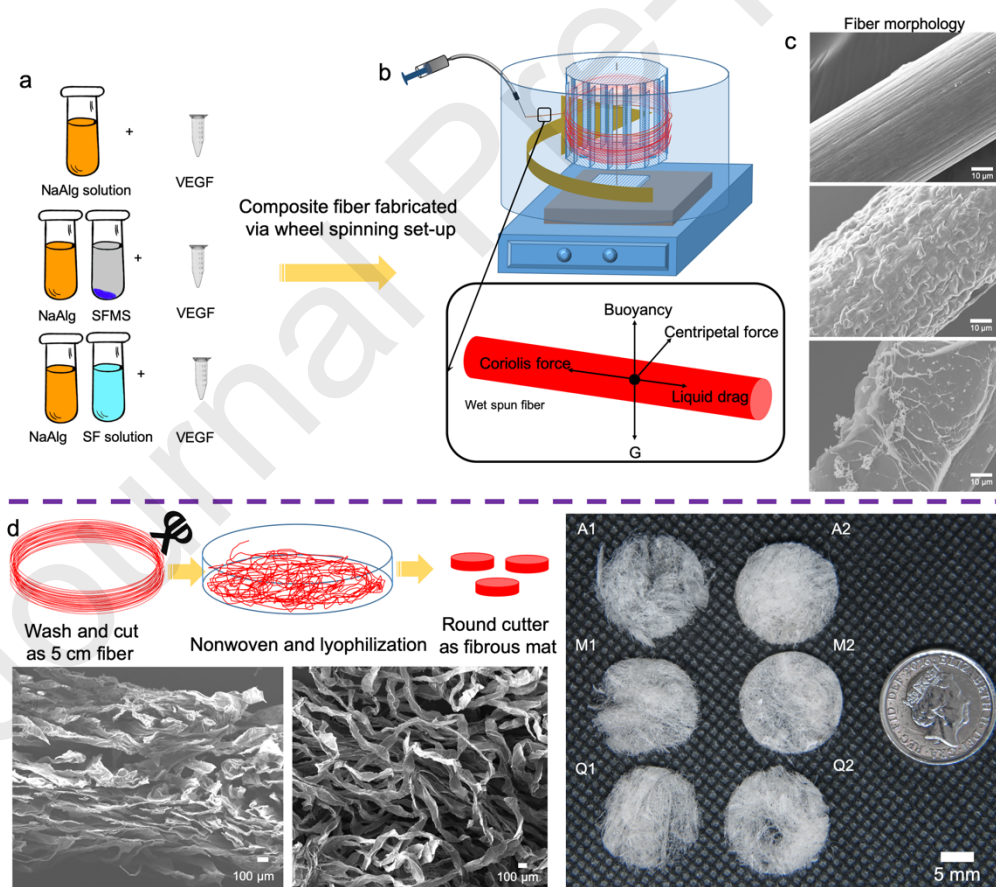 Journal Pre-
Fiber morphology
a
b
c
+
NaAlg solution
VEGF
+
NaAlg
SFMS
VEGF
+
NaAlg
SF solution
VEGF
Composite fiber fabricated
via wheel spinning set-up
Buoyancy
Centripetal force
Coriolis force
Liquid drag
Wet spun fiber
G
10 µm
10 µm
10 µm
d
Wash and cut
as 5 cm fiber
Nonwoven and lyophilization
Round cutter
as fibrous mat
100 µm
100 µm
A1
A2
M1
M2
Q1
Q2
5 mm